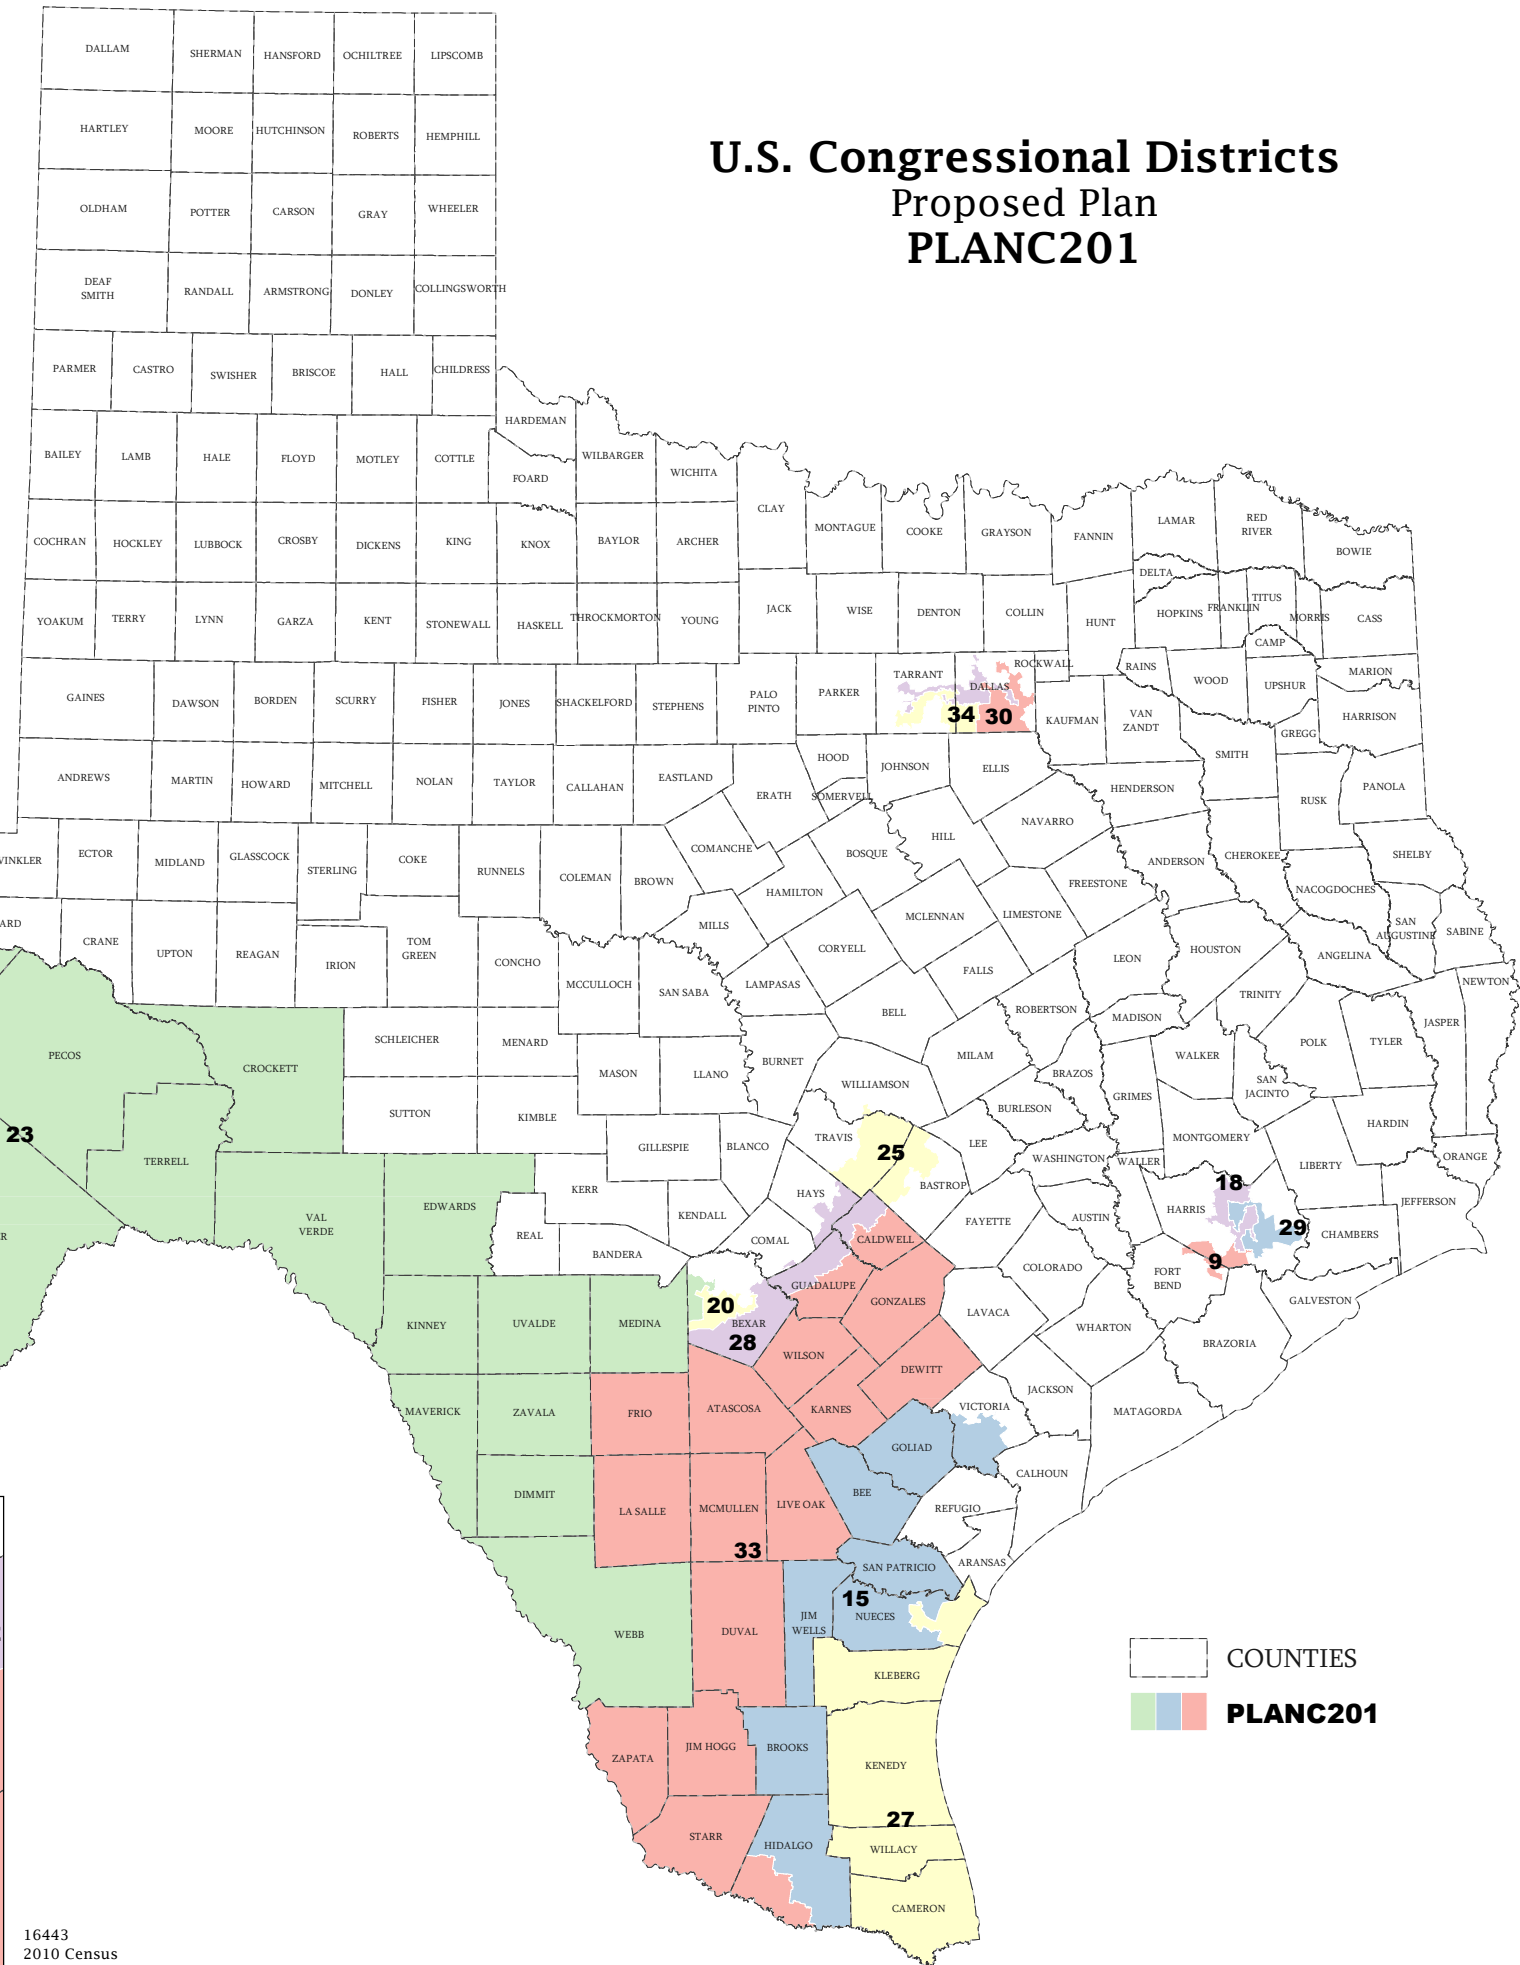 U.S. Congressional Districts
Proposed Plan
PLANC201
DALLAM
SHERMAN
HANSFORD
OCHILTREE
LIPSCOMB
HARTLEY
MOORE
HUTCHINSON
ROBERTS
HEMPHILL
OLDHAM
POTTER
CARSON
GRAY
WHEELER
DEAF
SMITH
RANDALL
ARMSTRONG
DONLEY
COLLINGSWORTH
PARMER
CASTRO
SWISHER
BRISCOE
HALL
CHILDRESS
HARDEMAN
BAILEY
LAMB
HALE
FLOYD
MOTLEY
COTTLE
FOARD
WILBARGER
WICHITA
CLAY
MONTAGUE
COOKE
GRAYSON
FANNIN
LAMAR
RED
RIVER
BOWIE
COCHRAN
HOCKLEY
LUBBOCK
CROSBY
DICKENS
KING
KNOX
BAYLOR
ARCHER
DELTA
YOAKUM
TERRY
LYNN
GARZA
KENT
STONEWALL
HASKELL
THROCKMORTON
YOUNG
JACK
WISE
DENTON
COLLIN
HUNT
HOPKINS
FRANKLIN
TITUS
MORRIS
CASS
CAMP
GAINES
DAWSON
BORDEN
SCURRY
FISHER
JONES
SHACKELFORD
STEPHENS
PALO
PINTO
PARKER
TARRANT
DALLAS
ROCKWALL
RAINS
WOOD
UPSHUR
MARION
34
30
KAUFMAN
VAN
ZANDT
GREGG
HARRISON
SMITH
ANDREWS
MARTIN
HOWARD
MITCHELL
NOLAN
TAYLOR
CALLAHAN
EASTLAND
ERATH
HOOD
SOMERVELL
JOHNSON
ELLIS
HENDERSON
RUSK
PANOLA
WINKLER
ECTOR
MIDLAND
GLASSCOCK
STERLING
COKE
RUNNELS
COLEMAN
BROWN
COMANCHE
HAMILTON
BOSQUE
HILL
NAVARRO
FREESTONE
ANDERSON
CHEROKEE
NACOGDOCHES
SHELBY
ARD
CRANE
UPTON
REAGAN
IRION
TOM
GREEN
CONCHO
MCCULLOCH
SAN SABA
MILLS
LAMPASAS
CORYELL
MCLENNAN
LIMESTONE
FALLS
LEON
HOUSTON
ANGELINA
SAN
AUGUSTINE
SABINE
NEWTON
PECOS
CROCKETT
SCHLEICHER
MENARD
MASON
LLANO
BURNET
BELL
MILAM
ROBERTSON
MADISON
TRINITY
POLK
TYLER
JASPER
23
TERRELL
SUTTON
KIMBLE
GILLESPIE
BLANCO
WILLIAMSON
TRAVIS
25
BRAZOS
BURLESON
LEE
GRIMES
WALKER
SAN
JACINTO
HARDIN
MONTGOMERY
WASHINGTON
WALLER
LIBERTY
ORANGE
R
VAL
VERDE
EDWARDS
REAL
KERR
BANDERA
KENDALL
COMAL
HAYS
BASTROP
CALDWELL
FAYETTE
AUSTIN
COLORADO
18
HARRIS
29
9
CHAMBERS
JEFFERSON
FORT
BEND
GALVESTON
KINNEY
UVALDE
MEDINA
20
BEXAR
28
GUADALUPE
GONZALES
LAVACA
WHARTON
BRAZORIA
WILSON
DEWITT
MAVERICK
ZAVALA
FRIO
ATASCOSA
KARNES
VICTORIA
JACKSON
MATAGORDA
DIMMIT
LA SALLE
MCMULLEN
LIVE OAK
BEE
GOLIAD
CALHOUN
REFUGIO
33
SAN PATRICIO
ARANSAS
15
WEBB
DUVAL
JIM
WELLS
NUECES
KLEBERG
ZAPATA
JIM HOGG
BROOKS
KENEDY
27
STARR
HIDALGO
WILLACY
CAMERON
COUNTIES
PLANC201
16443
2010 Census